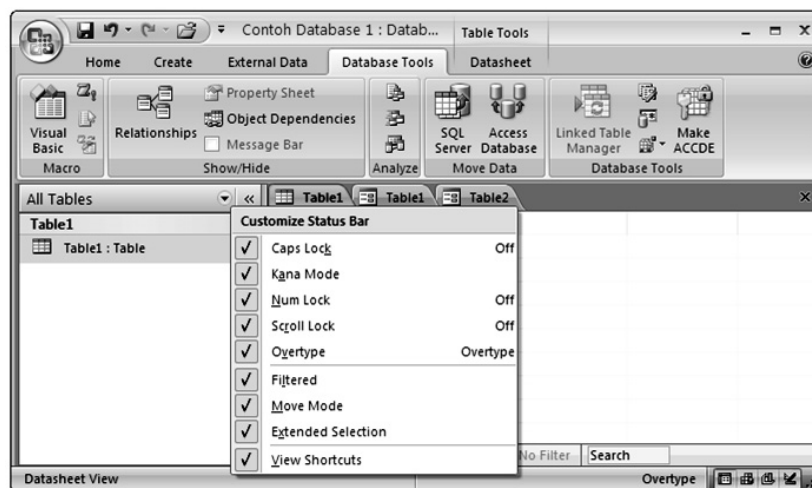 Contoh Database 1 : Datab...
Table Tools
Home Create External Data Database Tools Datasheet
Visual Basic
Macro
Relationships
Property Sheet
Object Dependencies
Message Bar
Show/Hide
Analyze
SQL Server
Access Database
Move Data
Linked Table Manager
Make ACCDE
Database Tools
All Tables
Table1 Table1 Table2
Table1
Table1 : Table
Customize Status Bar
Caps Lock Off
Kana Mode
Num Lock Off
Scroll Lock Off
Overtype Overtype
Filtered
Move Mode
Extended Selection
View Shortcuts
No Filter Search
Datasheet View Overtype